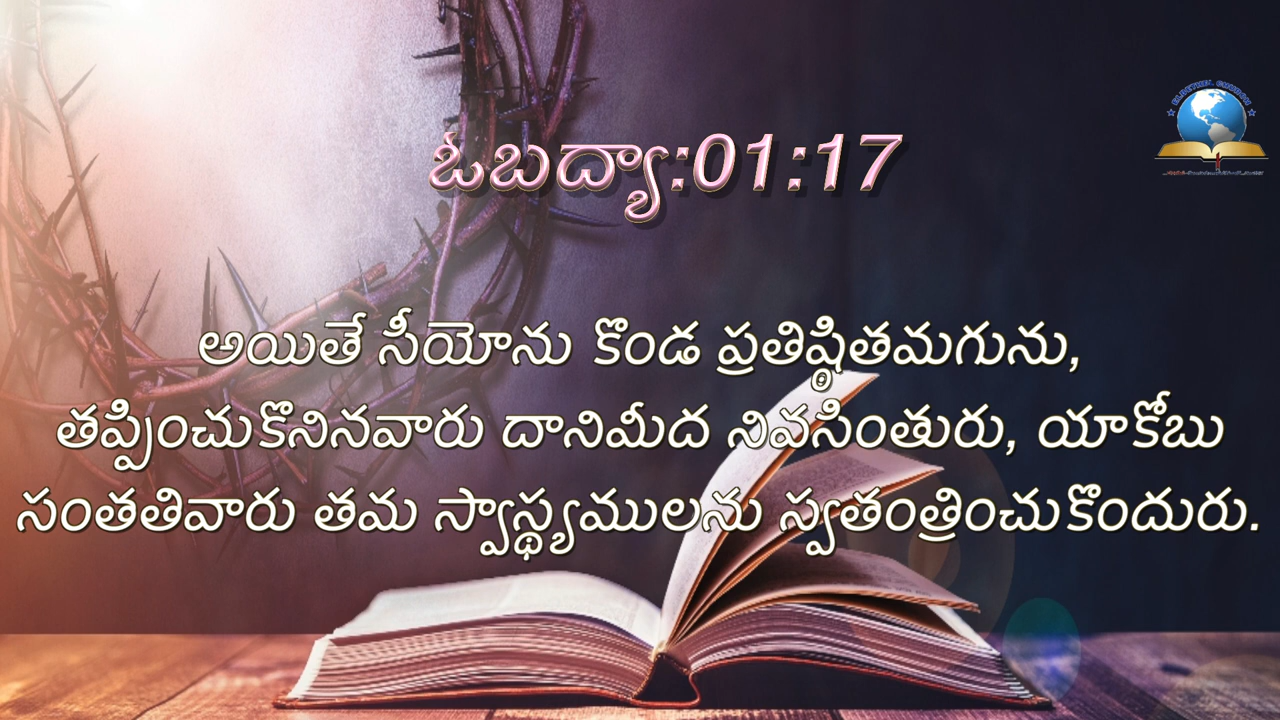 ఓబద్యా:01:17
అయితే సీయోను కొండ ప్రతిష్ఠితమగును,
తప్పించుకొనినవారు దానిమీద నివసింతురు, యాకోబు
సంతతివారు తమ స్వాస్థ్యములను స్వతంత్రించుకొందురు.